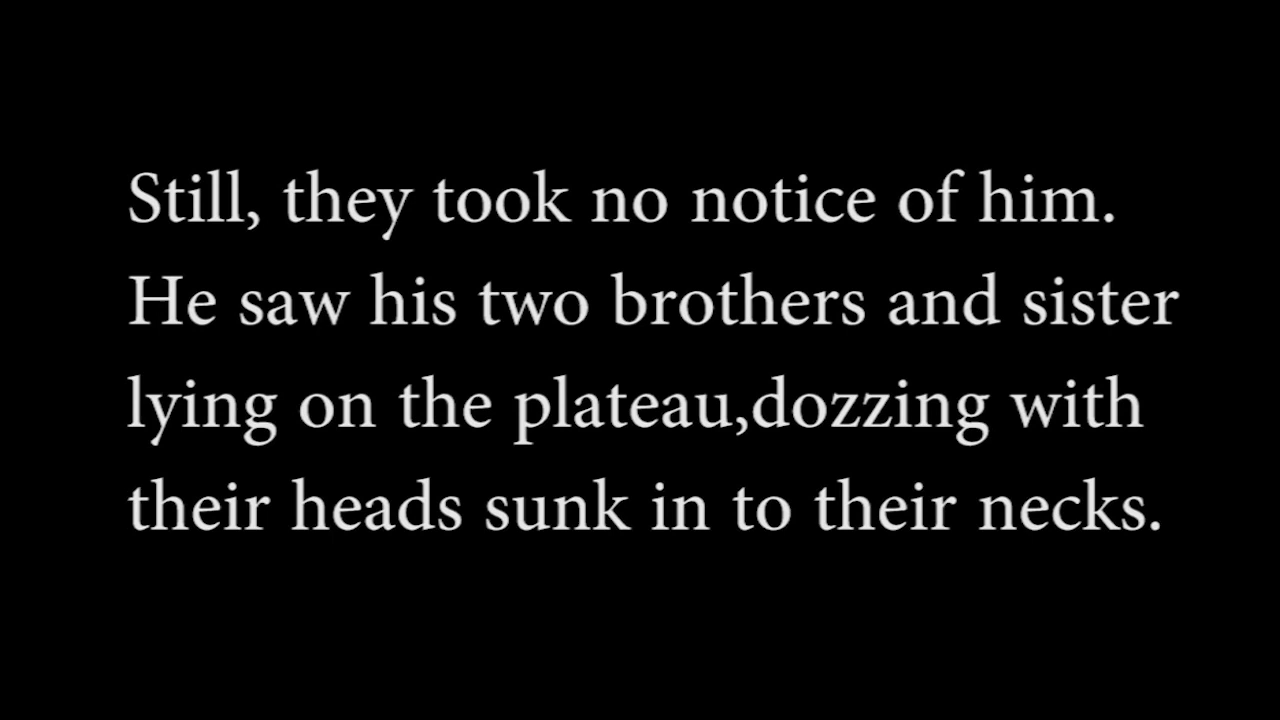 Still, they took no notice of him.
He saw his two brothers and sister
lying on the plateau,dozzing with
their heads sunk in to their necks.